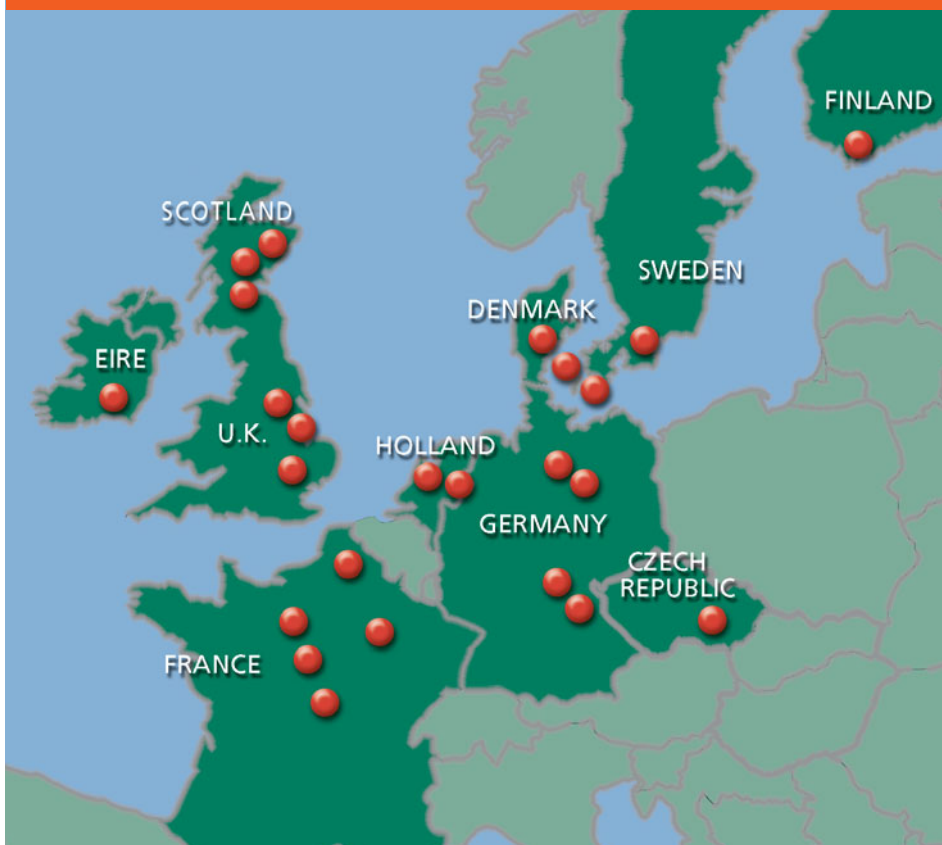 FINLAND
SCOTLAND
SWEDEN
DENMARK
EIRE
U.K.
HOLLAND
GERMANY
CZECH
REPUBLIC
FRANCE